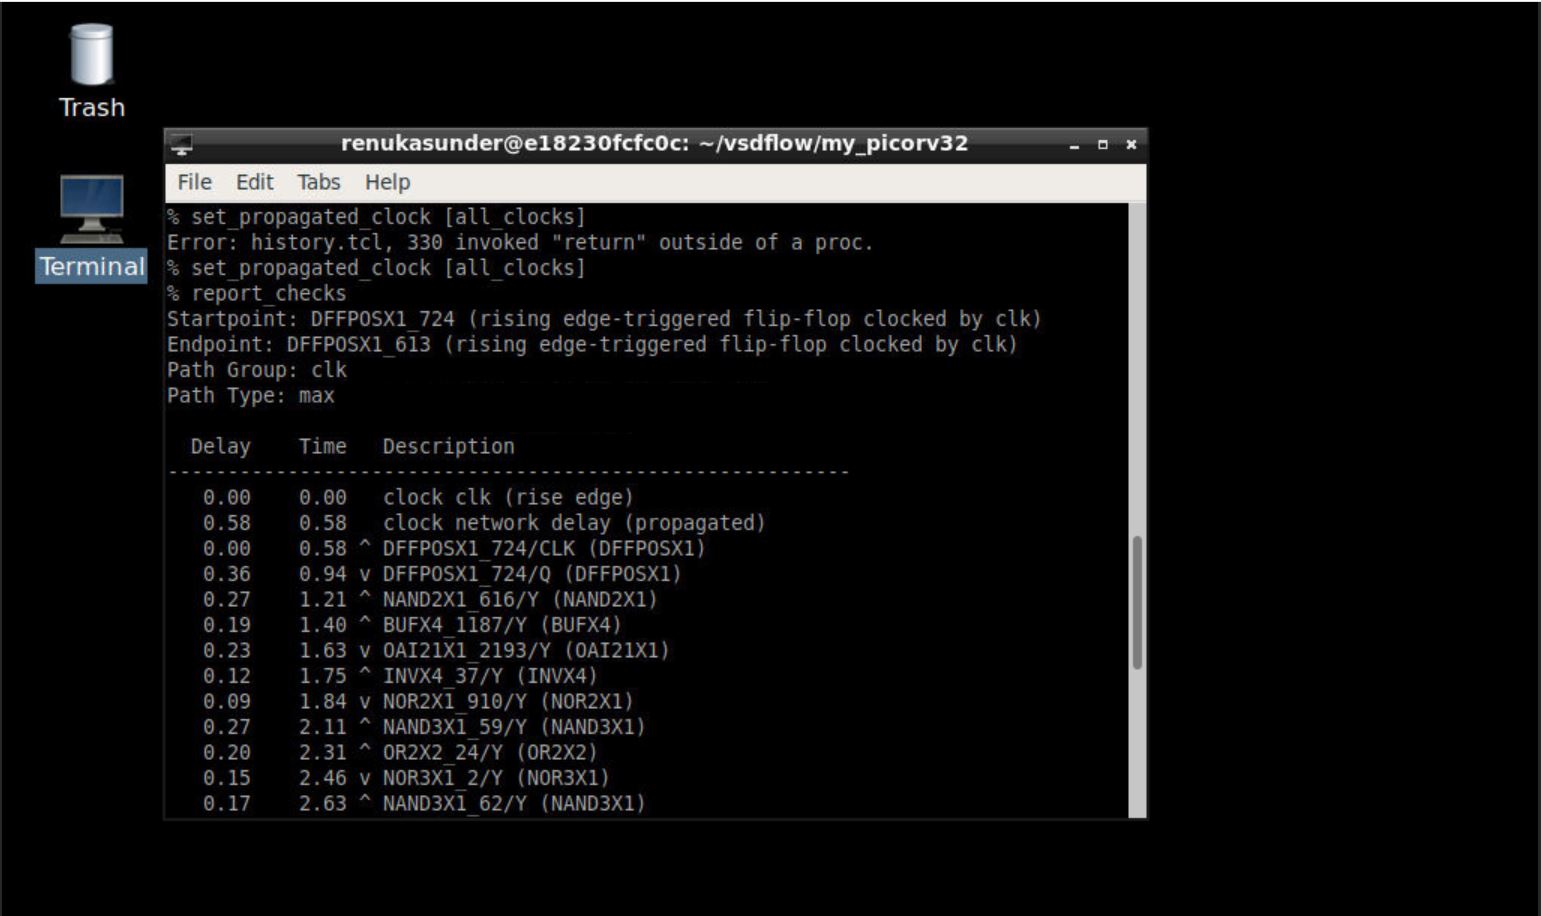 Trash
Terminal
renukasunder@e18230fcfc0c: ~/vsdflow/my_picorv32
File Edit Tabs Help
% set_propagated_clock [all_clocks]
Error: history.tcl, 330 invoked "return" outside of a proc.
% set_propagated_clock [all_clocks]
% report_checks
Startpoint: DFFPOSX1_724 (rising edge-triggered flip-flop clocked by clk)
Endpoint: DFFPOSX1_613 (rising edge-triggered flip-flop clocked by clk)
Path Group: clk
Path Type: max
Delay Time Description
-----------------------------------------------------------
0.00 0.00 clock clk (rise edge)
0.58 0.58 clock network delay (propagated)
0.00 0.58 ^ DFFPOSX1_724/CLK (DFFPOSX1)
0.36 0.94 v DFFPOSX1_724/Q (DFFPOSX1)
0.27 1.21 ^ NAND2X1_616/Y (NAND2X1)
0.19 1.40 ^ BUFX4_1187/Y (BUFX4)
0.23 1.63 v OAI21X1_2193/Y (OAI21X1)
0.12 1.75 ^ INVX4_37/Y (INVX4)
0.09 1.84 v NOR2X1_910/Y (NOR2X1)
0.27 2.11 ^ NAND3X1_59/Y (NAND3X1)
0.20 2.31 ^ OR2X2_24/Y (OR2X2)
0.15 2.46 v NOR3X1_2/Y (NOR3X1)
0.17 2.63 ^ NAND3X1_62/Y (NAND3X1)